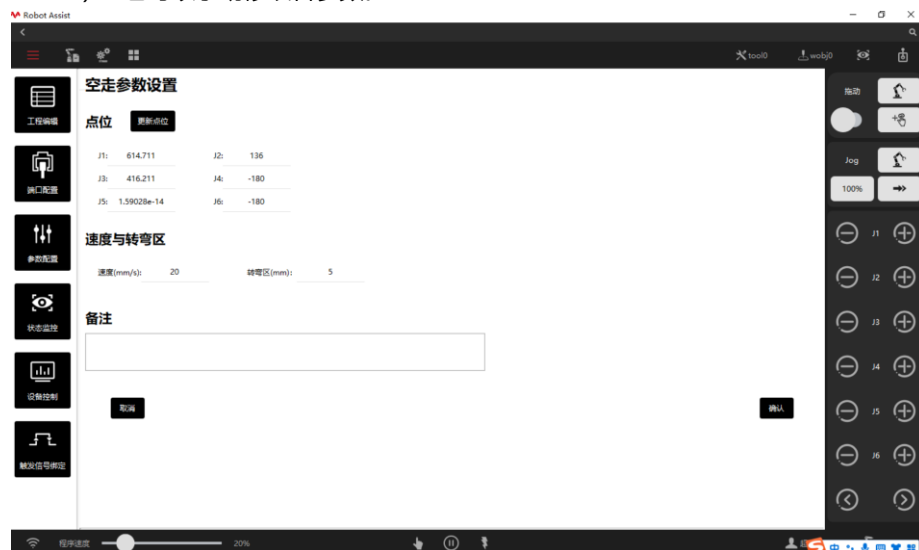 Robot Assist
tool0
wobj0
空走参数设置
工程编辑
点位
更新点位
拖动
J1: 614.711
J2: 136
J3: 416.211
J4: -180
J5: 1.59028e-14
J6: -180
端口配置
Jog
100%
速度与转弯区
参数配置
速度(mm/s): 20
转弯区(mm): 5
J1
J2
备注
状态监控
J3
J4
设备控制
取消
确认
J5
J6
触发信号绑定
程序速度
20%